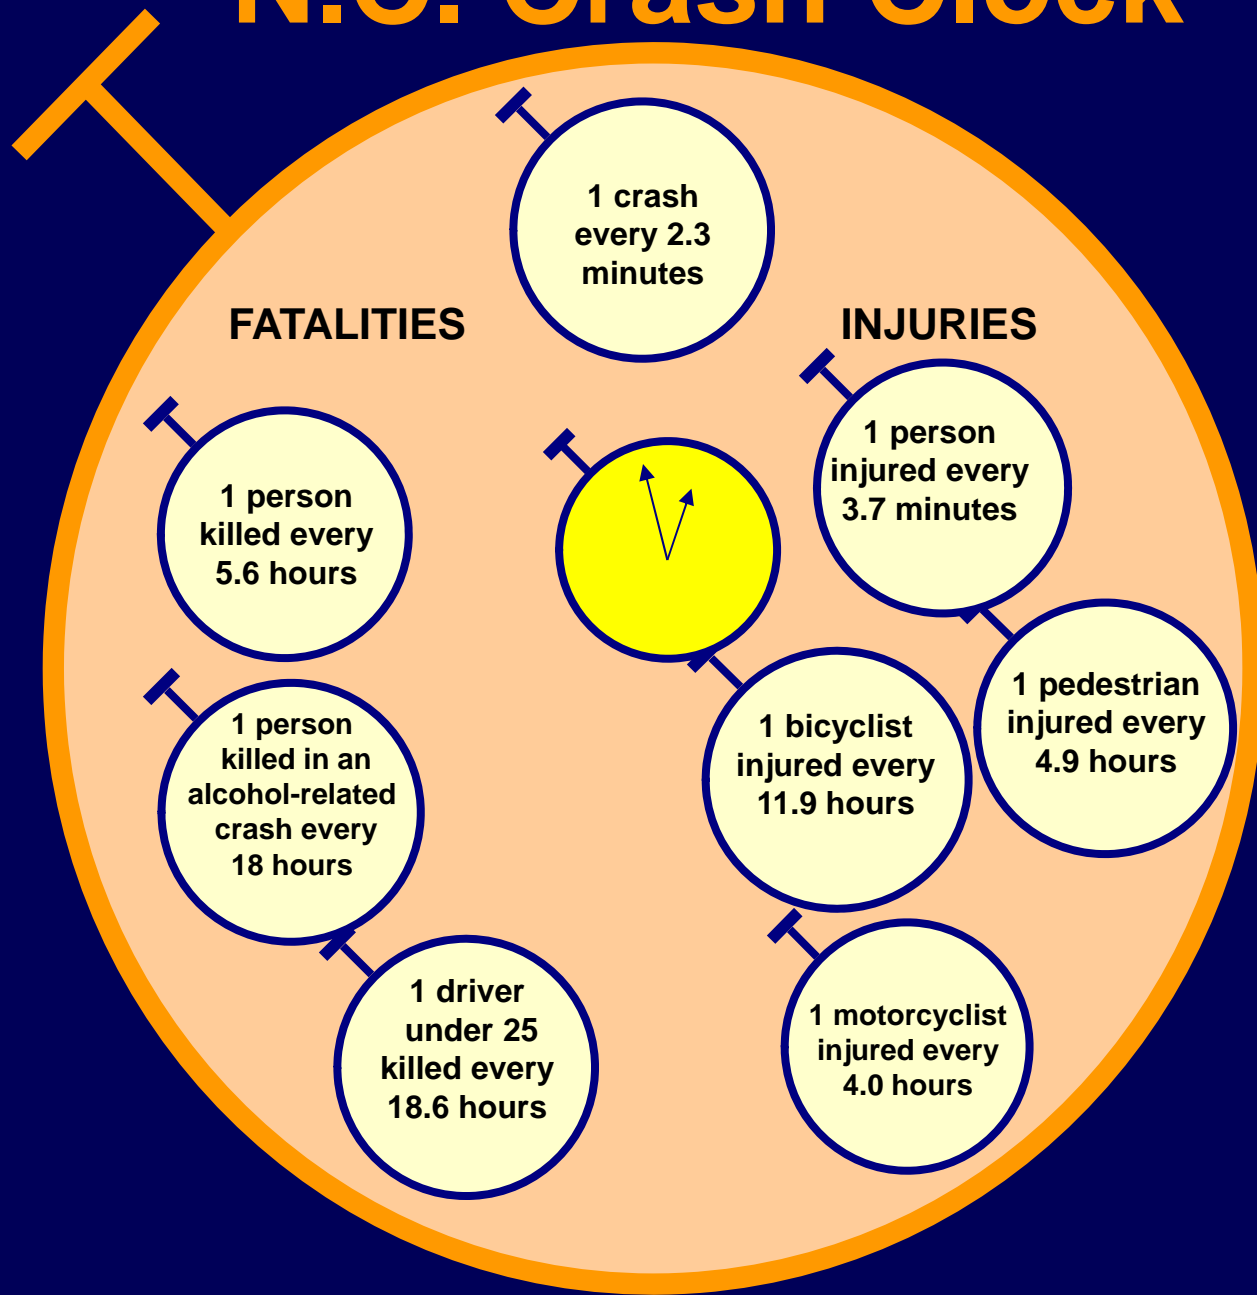 N.C. Crash Clock
1 crash
every 2.3
minutes
FATALITIES
INJURIES
1 person
killed every
5.6 hours
1 person
injured every
3.7 minutes
1 person
killed in an
alcohol-related
crash every
18 hours
1 bicyclist
injured every
11.9 hours
1 pedestrian
injured every
4.9 hours
1 driver
under 25
killed every
18.6 hours
1 motorcyclist
injured every
4.0 hours